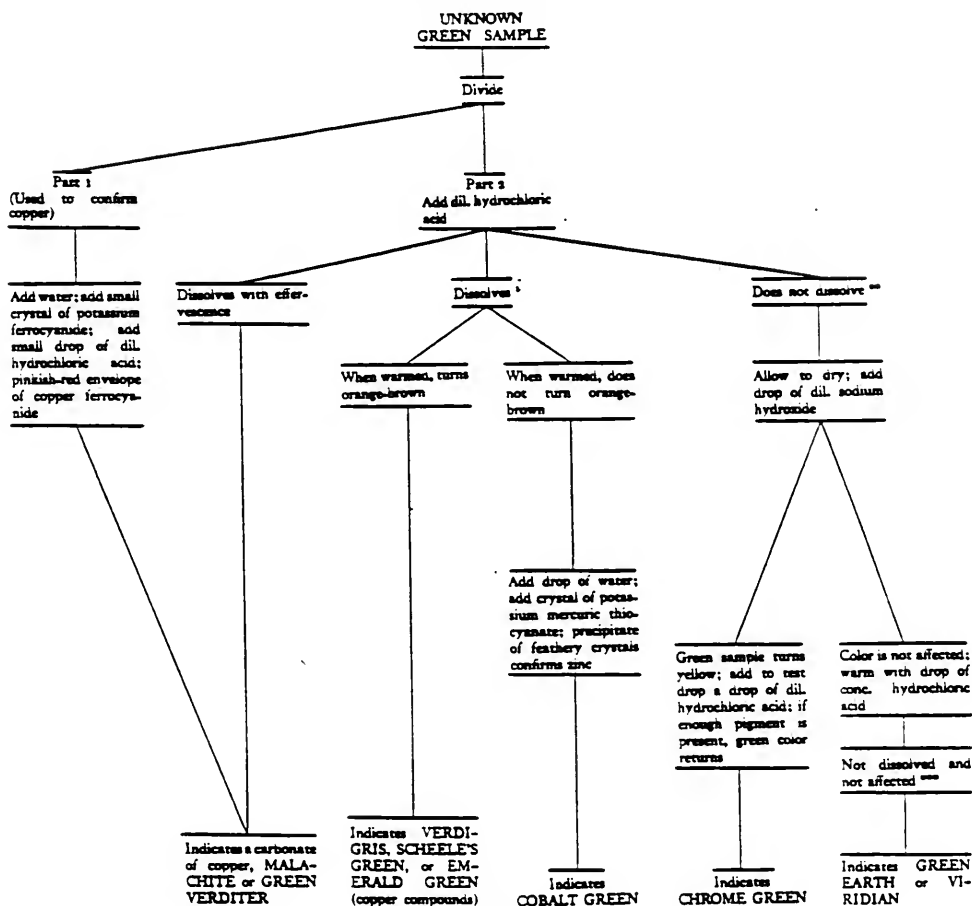 UNKNOWN
GREEN SAMPLE
Divide
Part 1
(Used to confirm
copper)
Part 2
Add dil. hydrochloric
acid
Add water; add small
crystal of potassium
ferrocyanide; add
small drop of dil.
hydrochloric acid;
pinkish-red envelope
of copper ferrocya-
nide
Dissolves with effer-
vescence
Dissolves *
Does not dissolve **
When warmed, turns
orange-brown
When warmed, does
not turn orange-
brown
Allow to dry; add
drop of dil. sodium
hydroxide
Add drop of water;
add crystal of potas-
sium mercuric thio-
cyanate; precipitate
of feathery crystals
confirms zinc
Green sample turns
yellow; add to test
drop a drop of dil.
hydrochloric acid; if
enough pigment is
present, green color
returns
Color is not affected;
warm with drop of
conc. hydrochloric
acid
Not dissolved and
not affected ***
Indicates a carbonate
of copper, MALA-
CHITE or GREEN
VERDITER
Indicates VERDI-
GRIS, SCHEELE'S
GREEN, or EM-
ERALD GREEN
(copper compounds)
Indicates
COBALT GREEN
Indicates
CHROME GREEN
Indicates GREEN
EARTH or VI-
RIDIAN